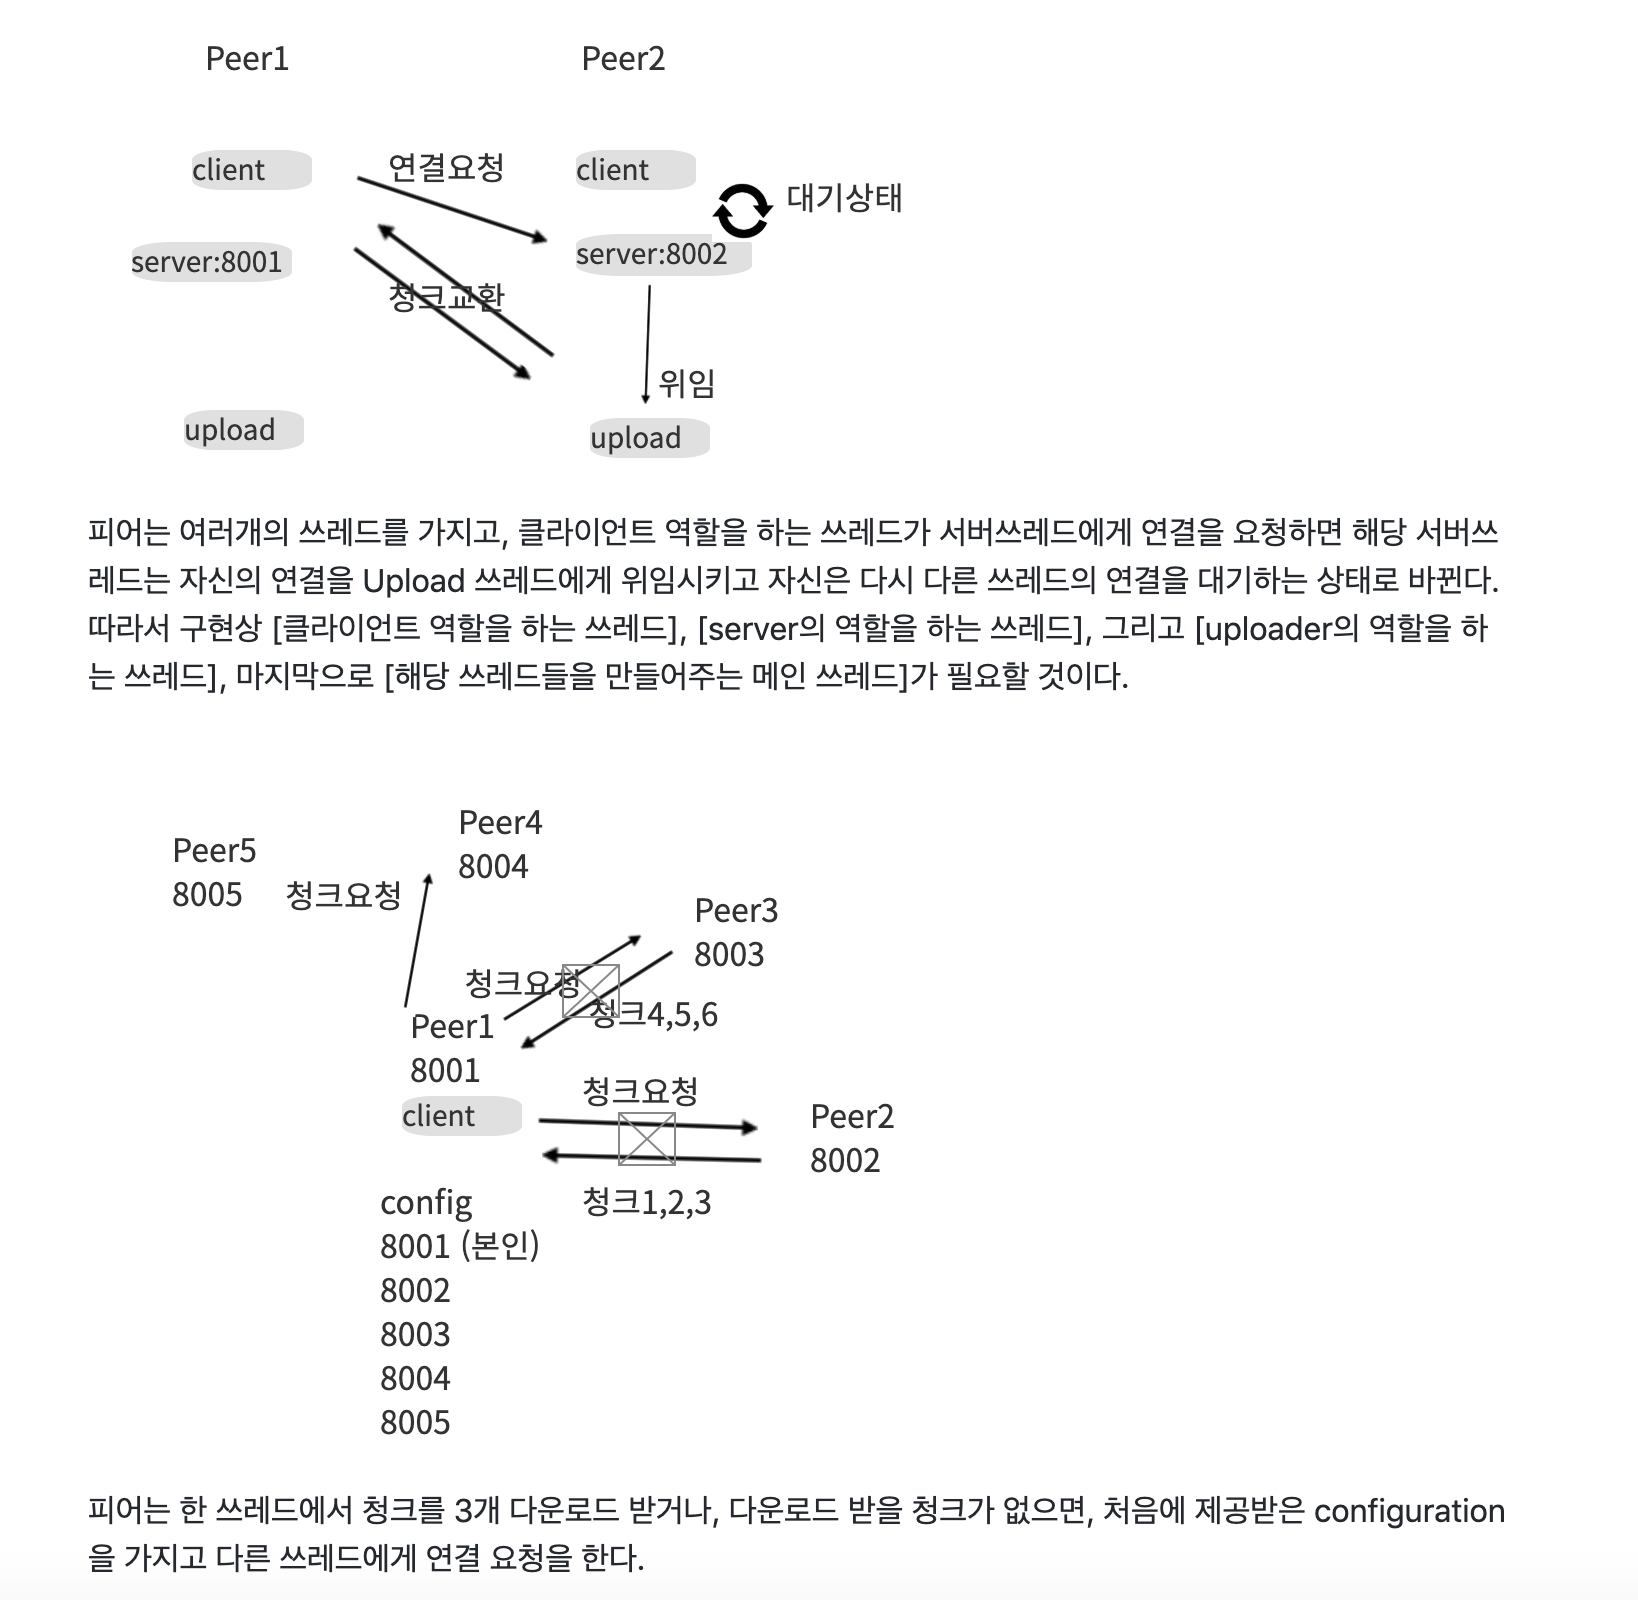 Peer1
Peer2
client
연결요청
client
대기상태
server:8001
server:8002
청크교환
위임
upload
upload
피어는 여러개의 쓰레드를 가지고, 클라이언트 역할을 하는 쓰레드가 서버쓰레드에게 연결을 요청하면 해당 서버쓰
레드는 자신의 연결을 Upload 쓰레드에게 위임시키고 자신은 다시 다른 쓰레드의 연결을 대기하는 상태로 바뀐다.
따라서 구현상 [클라이언트 역할을 하는 쓰레드], [server의 역할을 하는 쓰레드], 그리고 [uploader의 역할을 하
는 쓰레드], 마지막으로 [해당 쓰레드들을 만들어주는 메인 쓰레드]가 필요할 것이다.
Peer4
8004
Peer5
8005
청크요청
Peer3
8003
청크요청
청크4,5,6
Peer1
8001
client
청크요청
Peer2
8002
청크1,2,3
config
8001 (본인)
8002
8003
8004
8005
피어는 한 쓰레드에서 청크를 3개 다운로드 받거나, 다운로드 받을 청크가 없으면, 처음에 제공받은 configuration
을 가지고 다른 쓰레드에게 연결 요청을 한다.